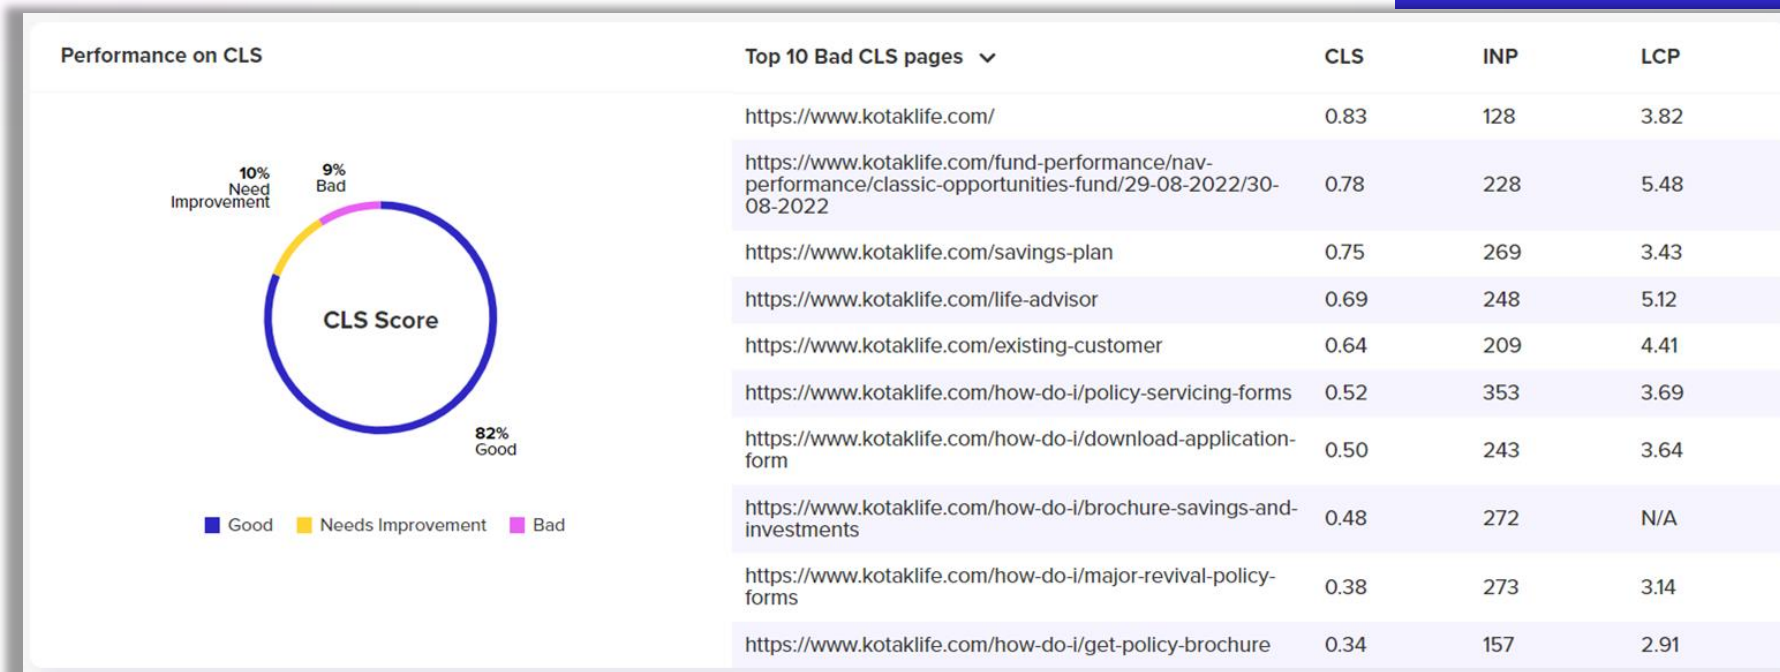 Performance on CLS
10%
Need
Improvement
9%
Bad
CLS Score
82%
Good
Good
Needs Improvement
Bad
Top 10 Bad CLS pages CLS INP LCP
https://www.kotaklife.com/ 0.83 128 3.82
https://www.kotaklife.com/fund-performance/nav-
performance/classic-opportunities-fund/29-08-2022/30- 0.78 228 5.48
08-2022
https://www.kotaklife.com/savings-plan 0.75 269 3.43
https://www.kotaklife.com/life-advisor 0.69 248 5.12
https://www.kotaklife.com/existing-customer 0.64 209 4.41
https://www.kotaklife.com/how-do-i/policy-servicing-forms 0.52 353 3.69
https://www.kotaklife.com/how-do-i/download-application-
form 0.50 243 3.64
https://www.kotaklife.com/how-do-i/brochure-savings-and-
investments 0.48 272 N/A
https://www.kotaklife.com/how-do-i/major-revival-policy-
forms 0.38 273 3.14
https://www.kotaklife.com/how-do-i/get-policy-brochure 0.34 157 2.91